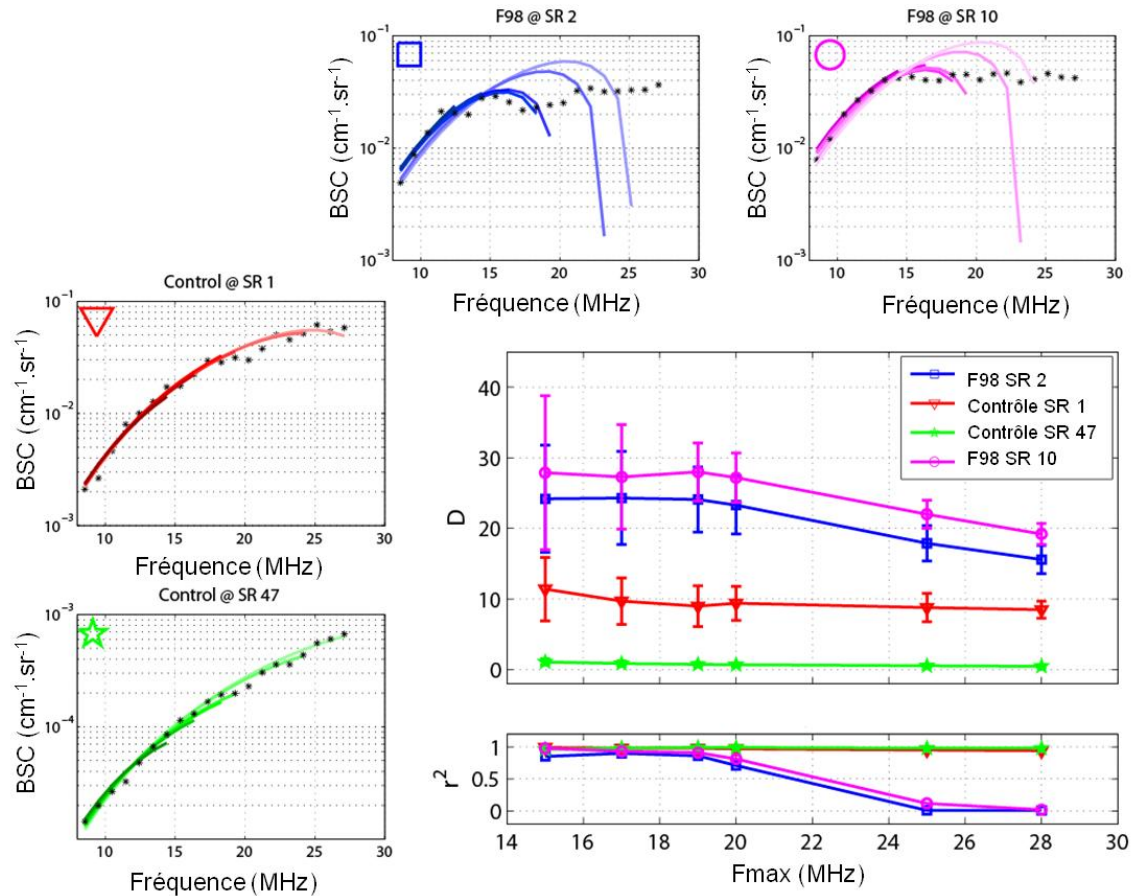 F98 @ SR 2
BSC (cm-1.sr-1)
10-1
10-2
10-3
10 15 20 25 30
Fréquence (MHz)
F98 @ SR 10
BSC (cm-1.sr-1)
10-1
10-2
10-3
10 15 20 25 30
Fréquence (MHz)
Control @ SR 1
BSC (cm-1.sr-1)
10-1
10-2
10-3
10 15 20 25 30
Fréquence (MHz)
Control @ SR 47
BSC (cm-1.sr-1)
10-3
10-4
10 15 20 25 30
Fréquence (MHz)
F98 SR 2
Contrôle SR 1
Contrôle SR 47
F98 SR 10
D
40
30
20
10
0
r2
1
0.5
0
14 16 18 20 22 24 26 28 30
Fmax (MHz)